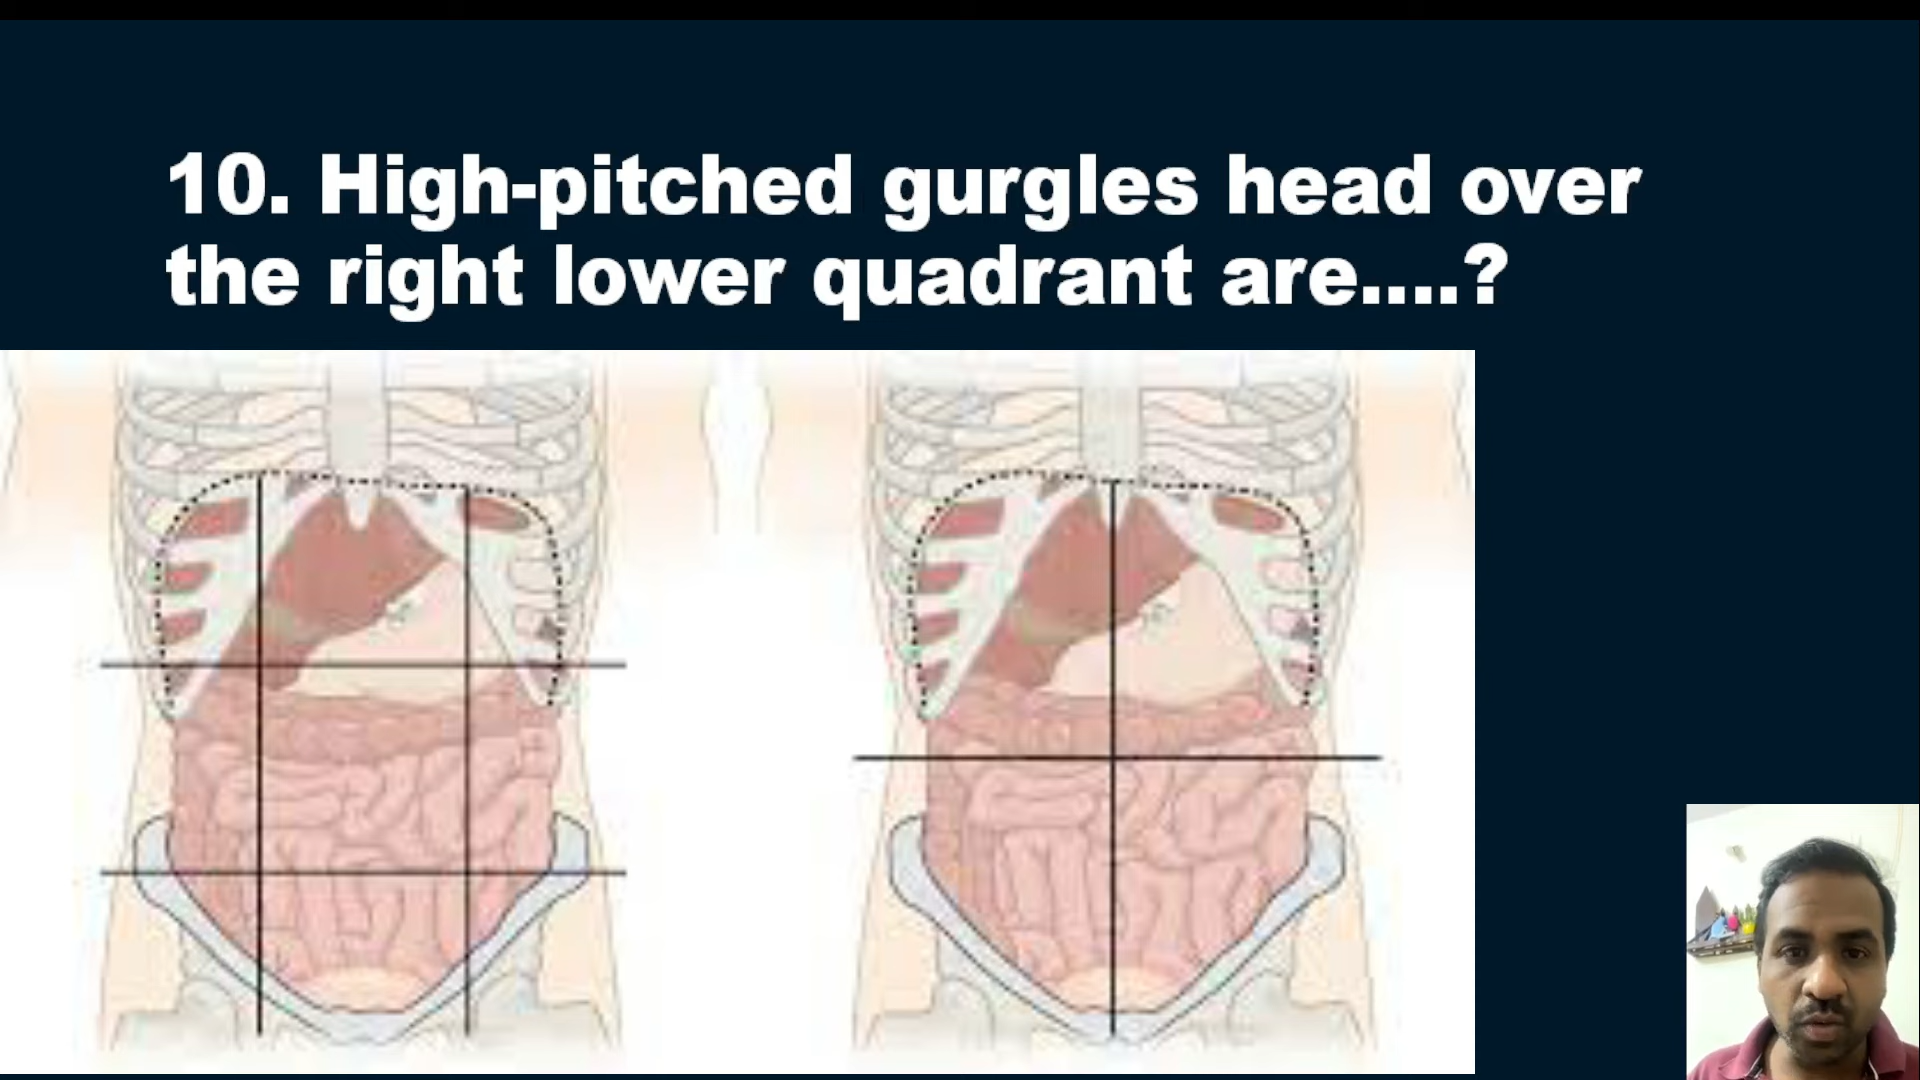 10. High-pitched gurgles head over
the right lower quadrant are....?